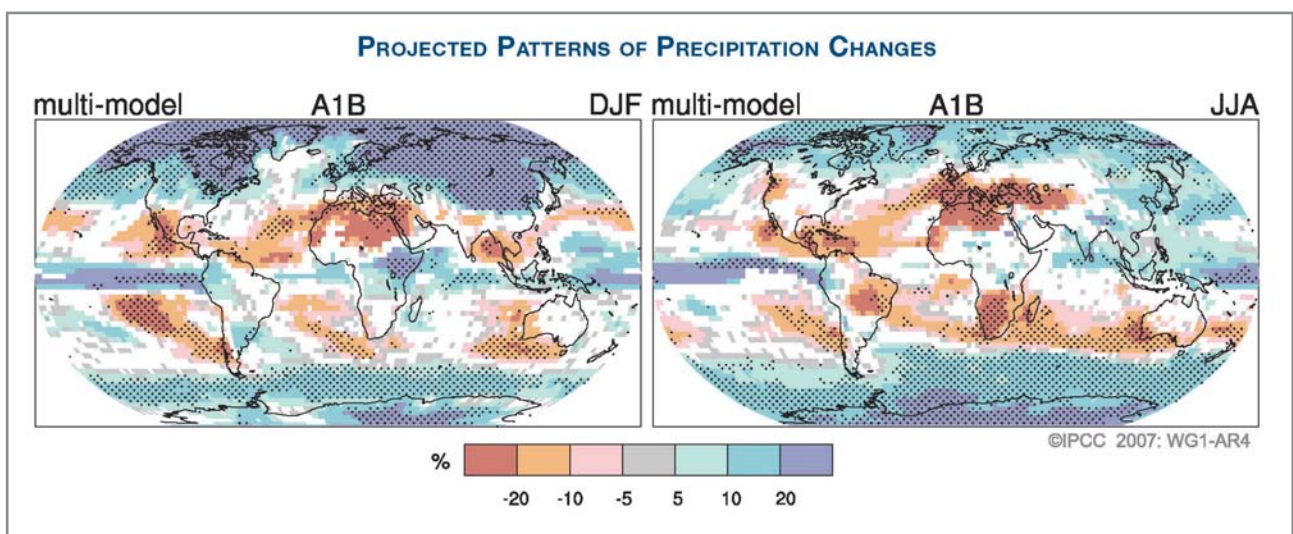 PROJECTED PATTERNS OF PRECIPITATION CHANGES
multi-model A1B DJF
multi-model A1B JJA
©IPCC 2007: WG1-AR4
%
-20 -10 -5 5 10 20